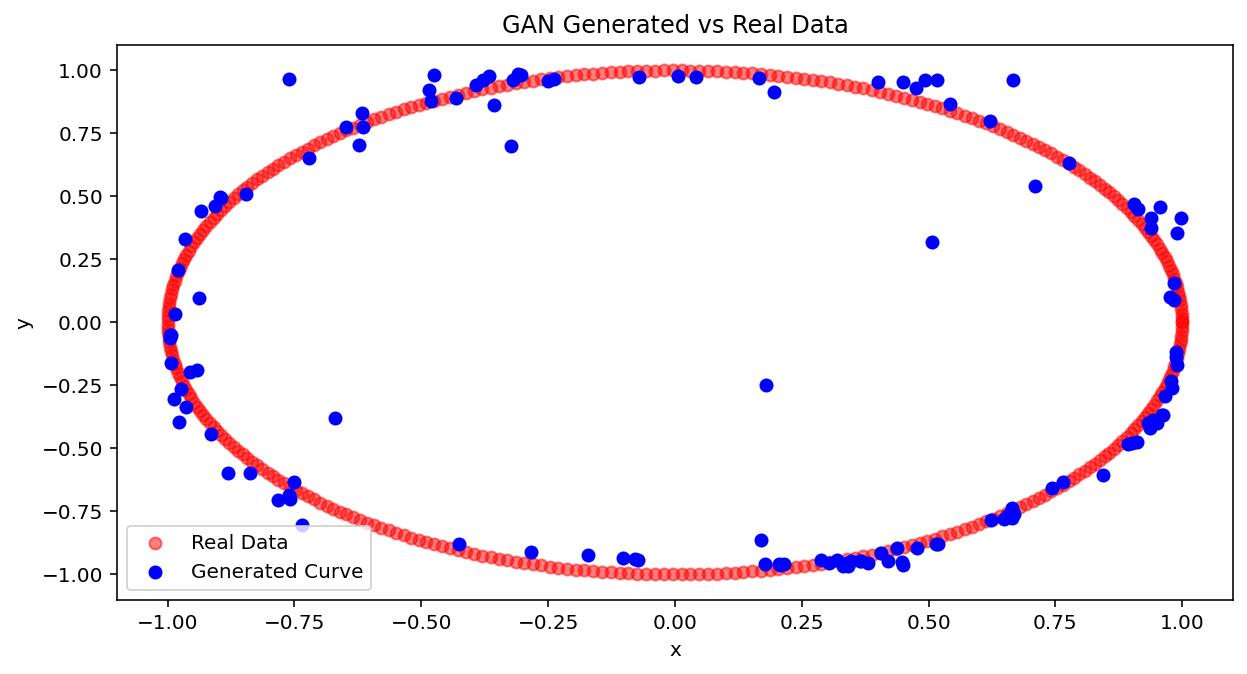 GAN Generated vs Real Data
1.00
0.75
0.50
0.25
0.00
−0.25
−0.50
−0.75
−1.00
y
Real Data
Generated Curve
−1.00 −0.75 −0.50 −0.25 0.00 0.25 0.50 0.75 1.00
x